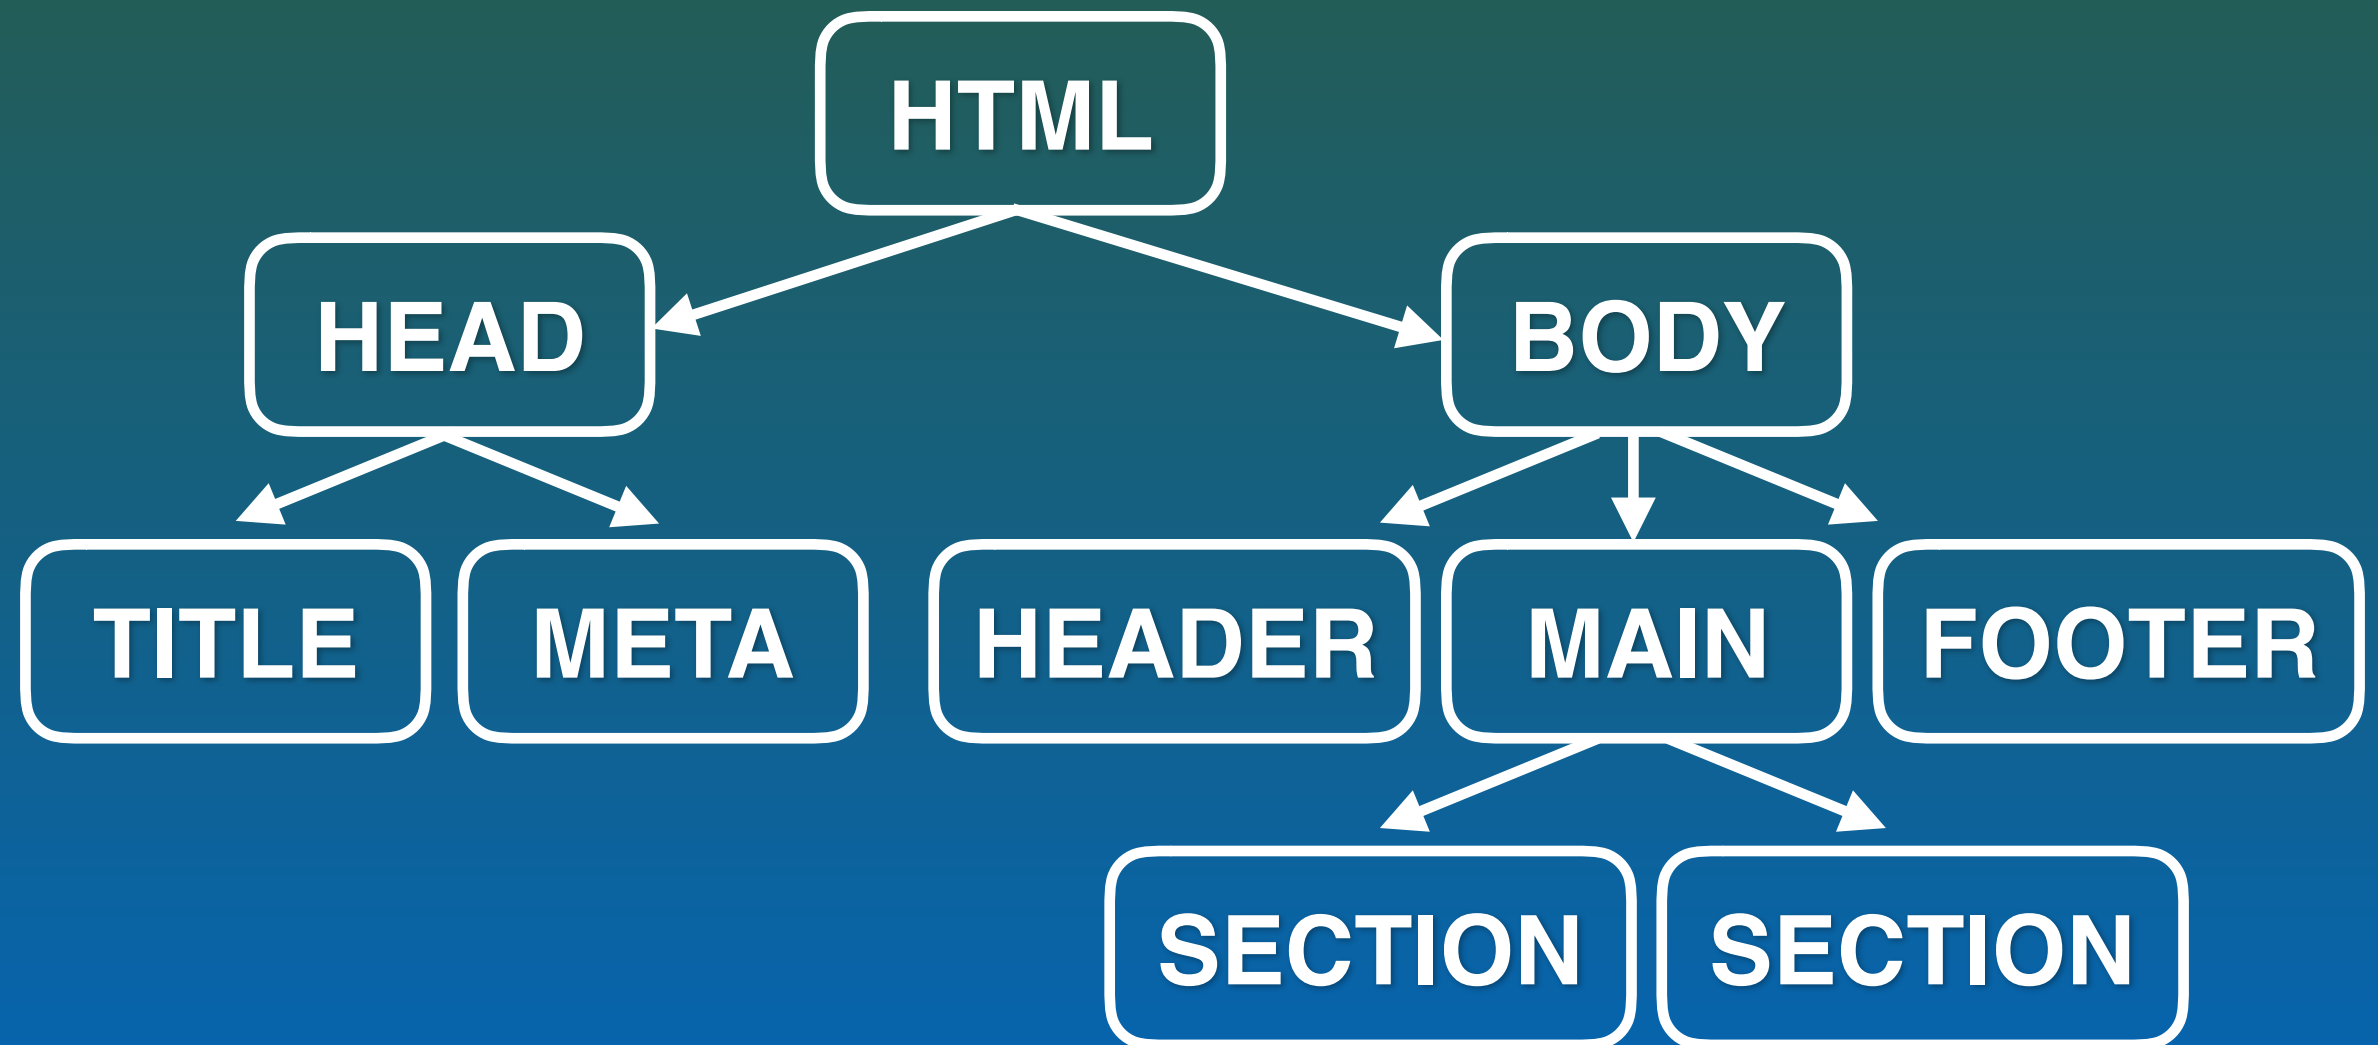 HTML
HEAD
BODY
TITLE
META
HEADER
MAIN
FOOTER
SECTION
SECTION